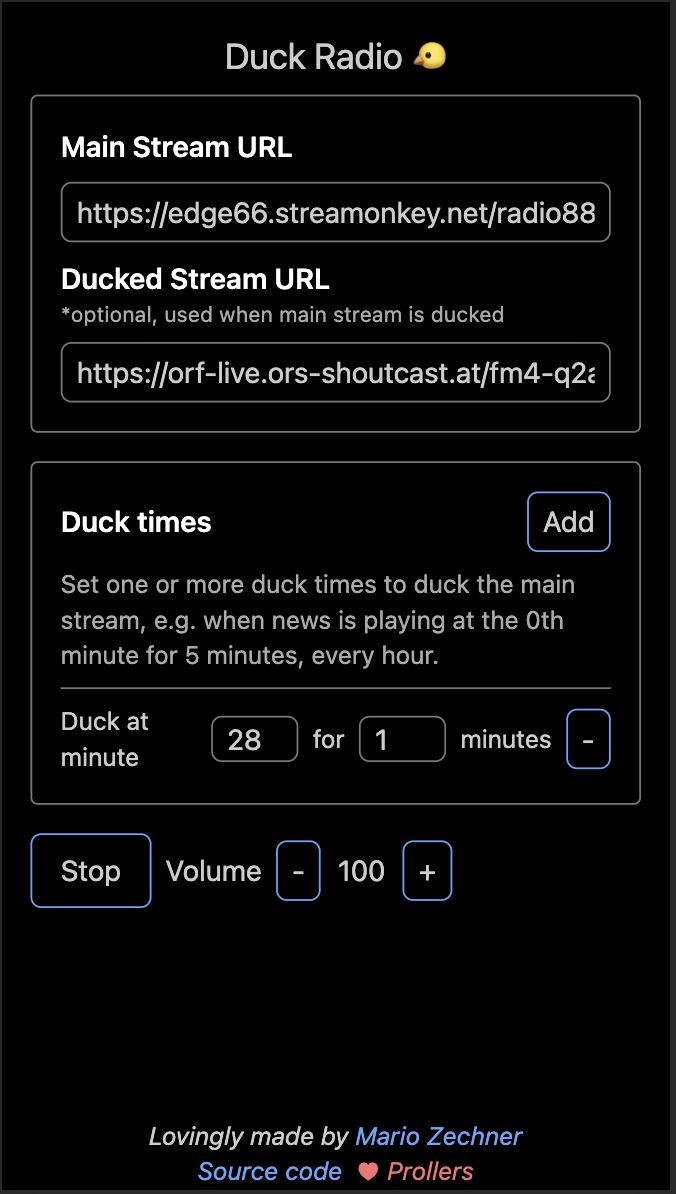 Duck Radio 🐤
Main Stream URL
https://edge66.streamonkey.net/radio88
Ducked Stream URL
*optional, used when main stream is ducked
https://orf-live.ors-shoutcast.at/fm4-q2a
Duck times
Add
Set one or more duck times to duck the main
stream, e.g. when news is playing at the 0th
minute for 5 minutes, every hour.
Duck at
minute
28 for 1 minutes -
Stop Volume - 100 +
Lovingly made by Mario Zechner
Source code ♥ Prollers